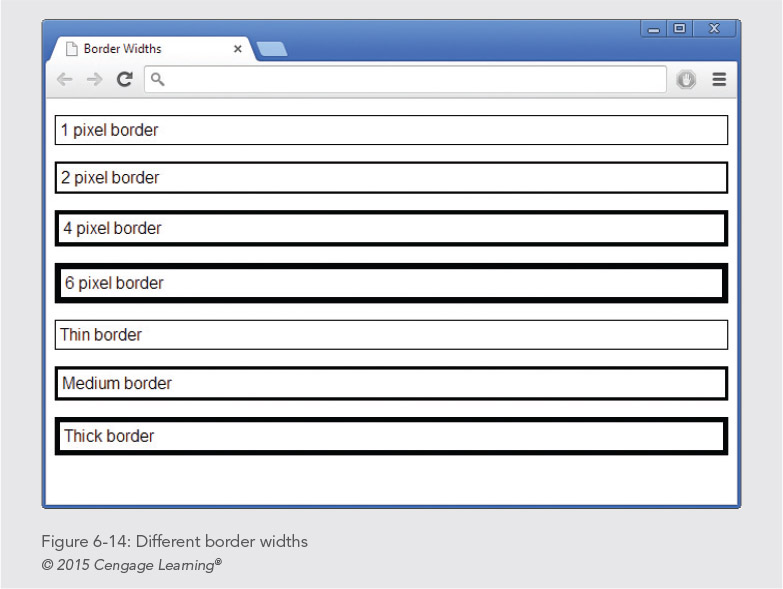 Border Widths
1 pixel border
2 pixel border
4 pixel border
6 pixel border
Thin border
Medium border
Thick border
Figure 6-14: Different border widths
© 2015 Cengage Learning®